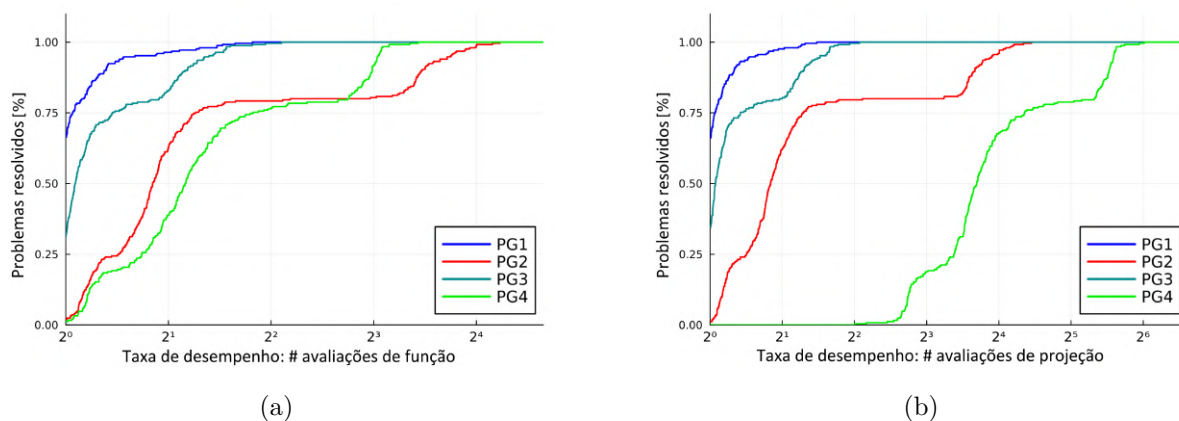 1.00
0.75
0.50
0.25
0.00
Problemas resolvidos [%]
2⁰
2¹
2²
2³
2⁴
Taxa de desempenho: # avaliações de função
PG1
PG2
PG3
PG4
(a)
1.00
0.75
0.50
0.25
0.00
Problemas resolvidos [%]
2⁰
2¹
2²
2³
2⁴
2⁵
2⁶
Taxa de desempenho: # avaliações de projeção
PG1
PG2
PG3
PG4
(b)